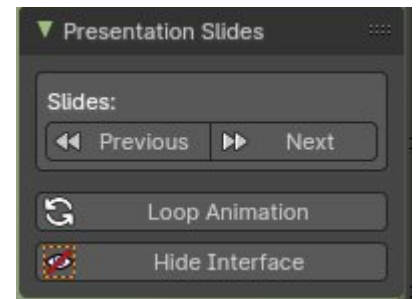 Presentation Slides
Slides:
Previous Next
Loop Animation
Hide Interface